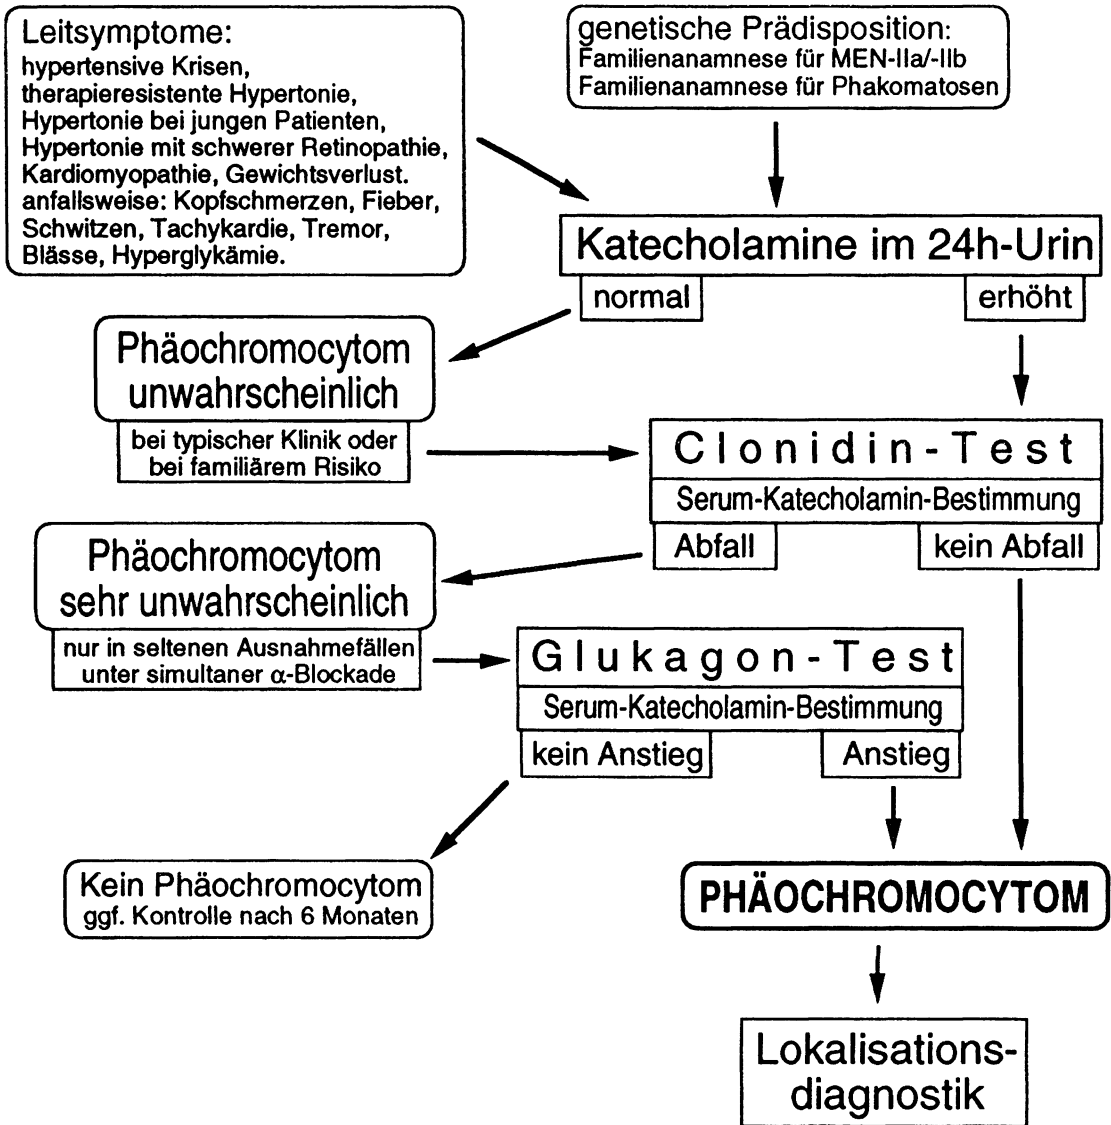 Leitsymptome:
hypertensive Krisen,
therapieresistente Hypertonie,
Hypertonie bei jungen Patienten,
Hypertonie mit schwerer Retinopathie,
Kardiomyopathie, Gewichtsverlust.
anfallsweise: Kopfschmerzen, Fieber,
Schwitzen, Tachykardie, Tremor,
Blässe, Hyperglykämie.
genetische Prädisposition:
Familienanamnese für MEN-IIa/-IIb
Familienanamnese für Phakomatosen
Katecholamine im 24h-Urin
normal
erhöht
Phäochromocytom
unwahrscheinlich
bei typischer Klinik oder
bei familiärem Risiko
Clonidin-Test
Serum-Katecholamin-Bestimmung
Abfall
kein Abfall
Phäochromocytom
sehr unwahrscheinlich
nur in seltenen Ausnahmefällen
unter simultaner α-Blockade
Glukagon-Test
Serum-Katecholamin-Bestimmung
kein Anstieg
Anstieg
Kein Phäochromocytom
ggf. Kontrolle nach 6 Monaten
PHÄOCHROMOCYTOM
Lokalisations-
diagnostik